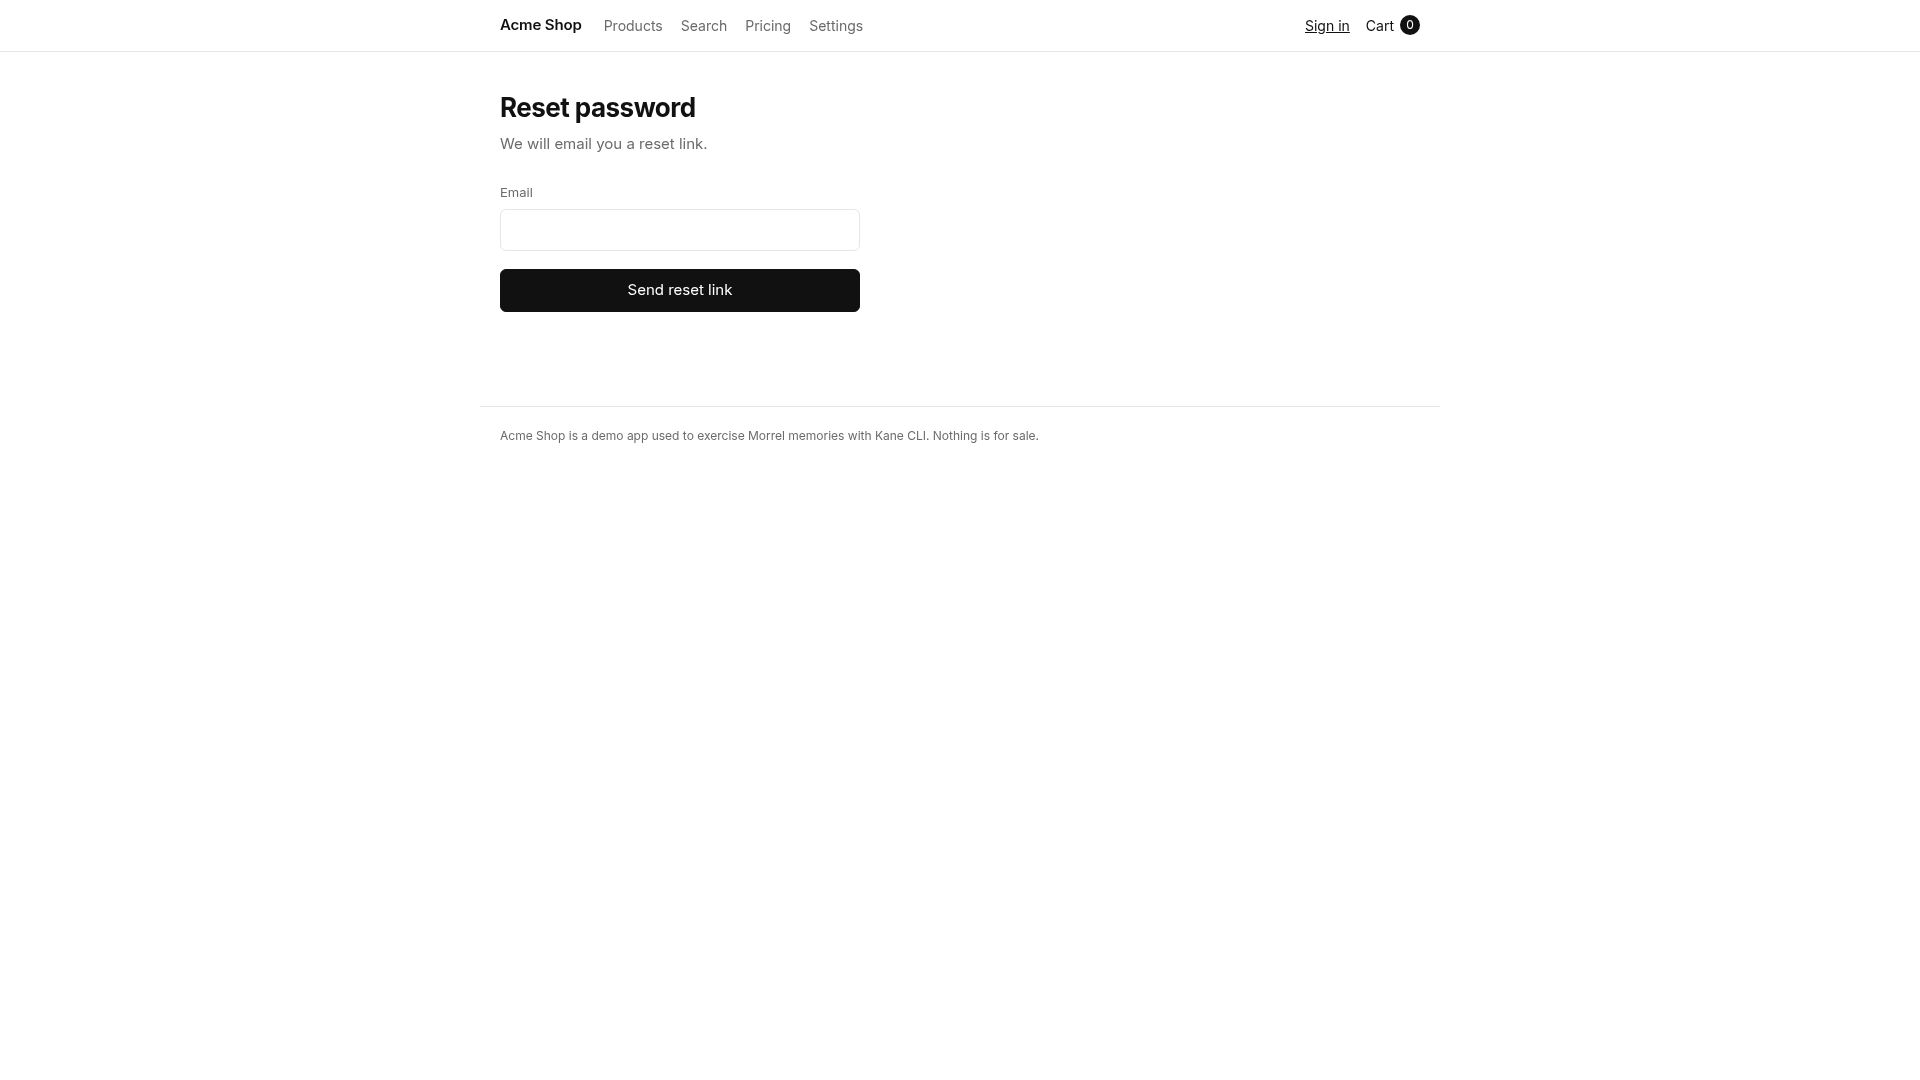 Acme Shop Products Search Pricing Settings Sign in Cart 0
Reset password
We will email you a reset link.
Email
Send reset link
Acme Shop is a demo app used to exercise Morrel memories with Kane CLI. Nothing is for sale.